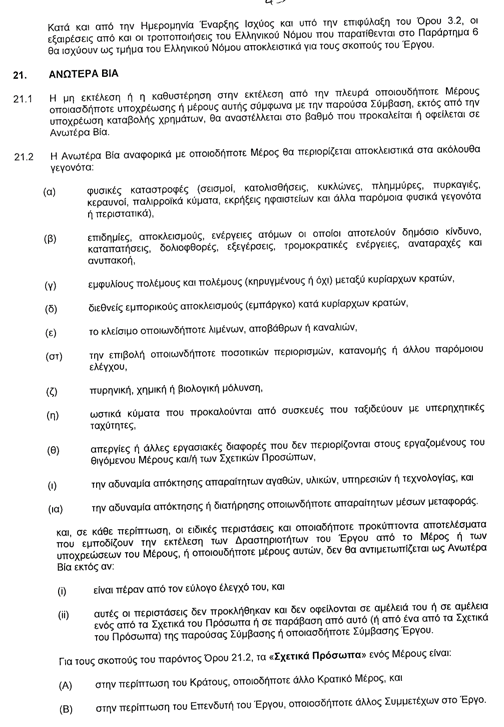 Κατά και από την Ημερομηνία Έναρξης Ισχύος και υπό την επιφύλαξη του Όρου 3.2, οι
εξαιρέσεις από και οι τροποποιήσεις του Ελληνικού Νόμου που παρατίθενται στο Παράρτημα 6
θα ισχύουν ως τμήμα του Ελληνικού Νόμου αποκλειστικά για τους σκοπούς του Έργου.
21. ΑΝΩΤΕΡΑ ΒΙΑ
21.1 Η μη εκτέλεση ή η καθυστέρηση στην εκτέλεση από την πλευρά οποιουδήποτε Μέρους
οποιασδήποτε υποχρέωσης ή μέρους αυτής σύμφωνα με την παρούσα Σύμβαση, εκτός από την
υποχρέωση καταβολής χρημάτων, θα αναστέλλεται στο βαθμό που προκαλείται ή οφείλεται σε
Ανωτέρα Βία.
21.2 Η Ανωτέρα Βία αναφορικά με οποιοδήποτε Μέρος θα περιορίζεται αποκλειστικά στα ακόλουθα
γεγονότα:
(α) φυσικές καταστροφές (σεισμοί, κατολισθήσεις, κυκλώνες, πλημμύρες, πυρκαγιές,
κεραυνοί, παλιρροϊκά κύματα, εκρήξεις ηφαιστείων και άλλα παρόμοια φυσικά γεγονότα
ή περιστατικά),
(β) επιδημίες, αποκλεισμούς, ενέργειες ατόμων οι οποίοι αποτελούν δημόσιο κίνδυνο,
καταπατήσεις, δολιοφθορές, εξεγέρσεις, τρομοκρατικές ενέργειες, αναταραχές και
ανυπακοή,
(γ) εμφυλίους πολέμους και πολέμους (κηρυγμένους ή όχι) μεταξύ κυρίαρχων κρατών,
(δ) διεθνείς εμπορικούς αποκλεισμούς (εμπάργκο) κατά κυρίαρχων κρατών,
(ε) το κλείσιμο οποιωνδήποτε λιμένων, αποβάθρων ή καναλιών,
(στ) την επιβολή οποιωνδήποτε ποσοτικών περιορισμών, κατανομής ή άλλου παρόμοιου
ελέγχου,
(ζ) πυρηνική, χημική ή βιολογική μόλυνση,
(η) ωστικά κύματα που προκαλούνται από συσκευές που ταξιδεύουν με υπερηχητικές
ταχύτητες,
(θ) απεργίες ή άλλες εργασιακές διαφορές που δεν περιορίζονται στους εργαζομένους του
θιγόμενου Μέρους και/ή των Σχετικών Προσώπων,
(ι) την αδυναμία απόκτησης απαραίτητων αγαθών, υλικών, υπηρεσιών ή τεχνολογίας, και
(ια) την αδυναμία απόκτησης ή διατήρησης οποιωνδήποτε απαραίτητων μέσων μεταφοράς.
και, σε κάθε περίπτωση, οι ειδικές περιστάσεις και οποιαδήποτε προκύπτοντα αποτελέσματα
που εμποδίζουν την εκτέλεση των Δραστηριοτήτων του Έργου από το Μέρος ή των
υποχρεώσεων του Μέρους, ή οποιουδήποτε μέρους αυτών, δεν θα αντιμετωπίζεται ως Ανωτέρα
Βία εκτός αν:
(i) είναι πέραν από τον εύλογο έλεγχό του, και
(ii) αυτές οι περιστάσεις δεν προκλήθηκαν και δεν οφείλονται σε αμέλειά του ή σε αμέλεια
ενός από τα Σχετικά του Πρόσωπα ή σε παράβαση από αυτό (ή από ένα από τα Σχετικά
του Πρόσωπα) της παρούσας Σύμβασης ή οποιασδήποτε Σύμβασης Έργου.
Για τους σκοπούς του παρόντος Όρου 21.2, τα «Σχετικά Πρόσωπα» ενός Μέρους είναι:
(Α) στην περίπτωση του Κράτους, οποιοδήποτε άλλο Κρατικό Μέρος, και
(Β) στην περίπτωση του Επενδυτή του Έργου, οποιοσδήποτε άλλος Συμμετέχων στο Έργο.